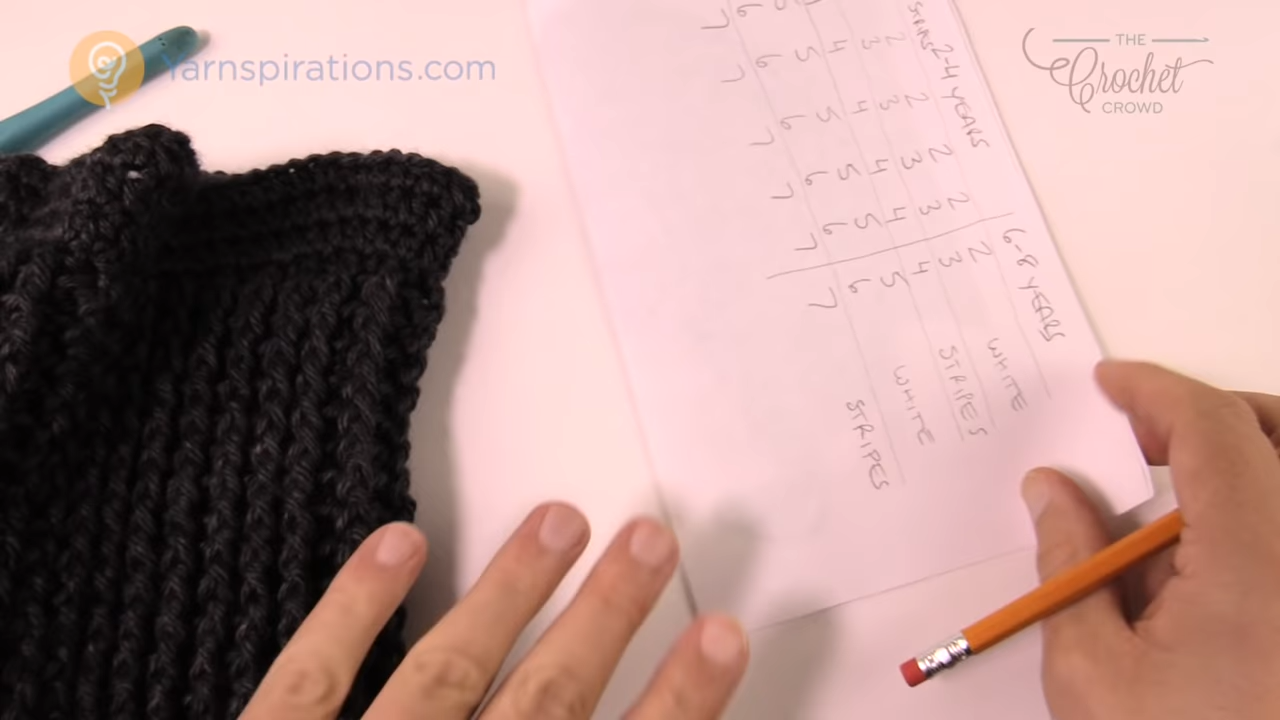 Yarnspirations.com
THE
Crochet
CROWD
2-4 YEARS
6-8 YEARS
2 2 2 2 2 WHITE
3 3 3 3 3 STRIPES
4 4 4 4 4 WHITE
5 5 5 5 5 STRIPES
6 6 6 6 6 6
7 7 7 7 7 7